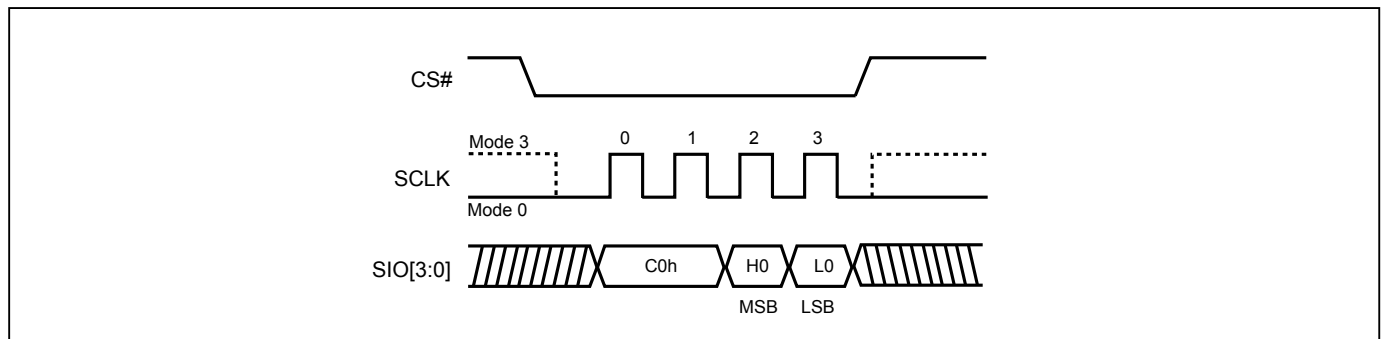 CS#
Mode 3 0 1 2 3
SCLK
Mode 0
SIO[3:0] C0h H0 L0
MSB LSB